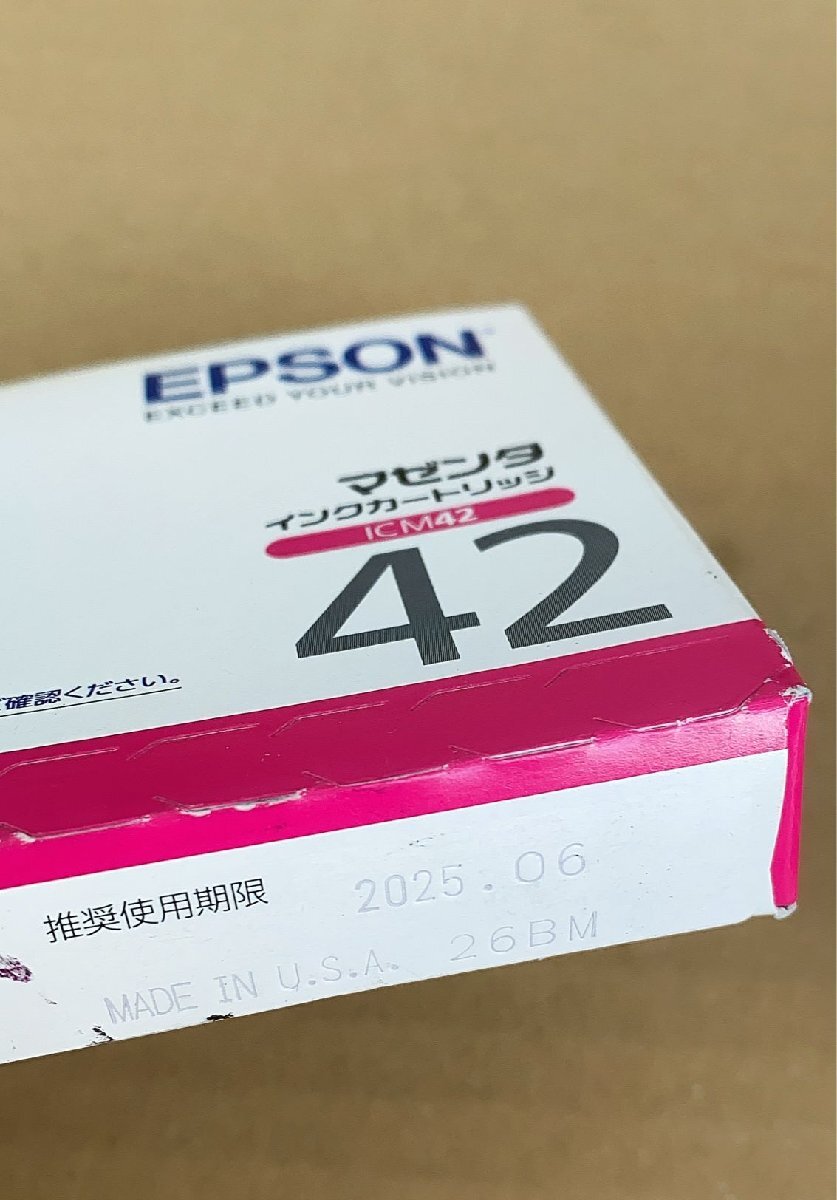 EPSON
EXCEED YOUR VISION
マゼンタ
インクカートリッジ
ICM42
42
確認ください。
推奨使用期限 2025.06
MADE IN U.S.A. 26BM